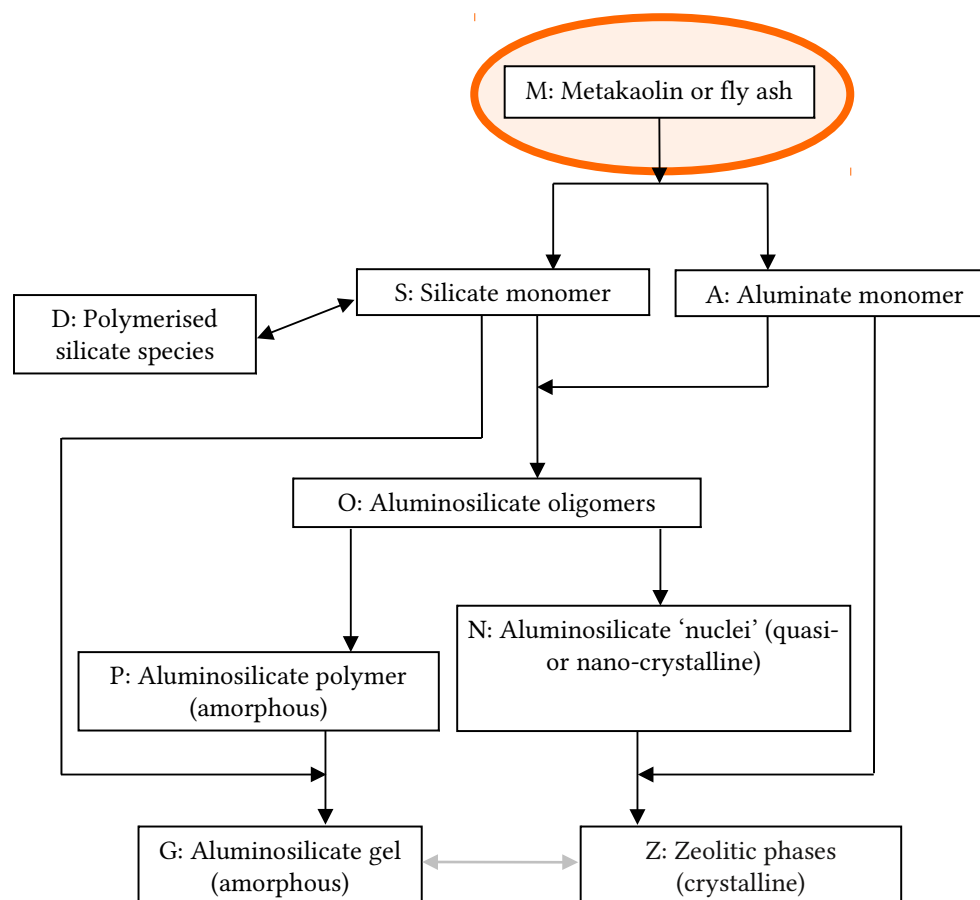 M: Metakaolin or fly ash
S: Silicate monomer
A: Aluminate monomer
D: Polymerised
silicate species
O: Aluminosilicate oligomers
N: Aluminosilicate ‘nuclei’ (quasi-
or nano-crystalline)
P: Aluminosilicate polymer
(amorphous)
G: Aluminosilicate gel
(amorphous)
Z: Zeolitic phases
(crystalline)